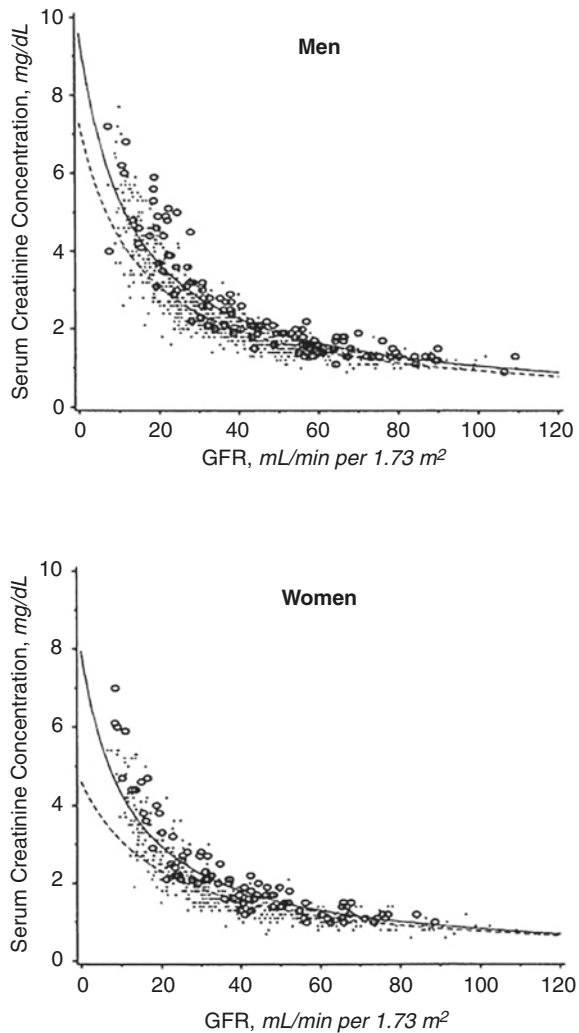 Men
Serum Creatinine Concentration, mg/dL
10
8
6
4
2
0
0 20 40 60 80 100 120
GFR, mL/min per 1.73 m²
Women
Serum Creatinine Concentration, mg/dL
10
8
6
4
2
0
0 20 40 60 80 100 120
GFR, mL/min per 1.73 m²